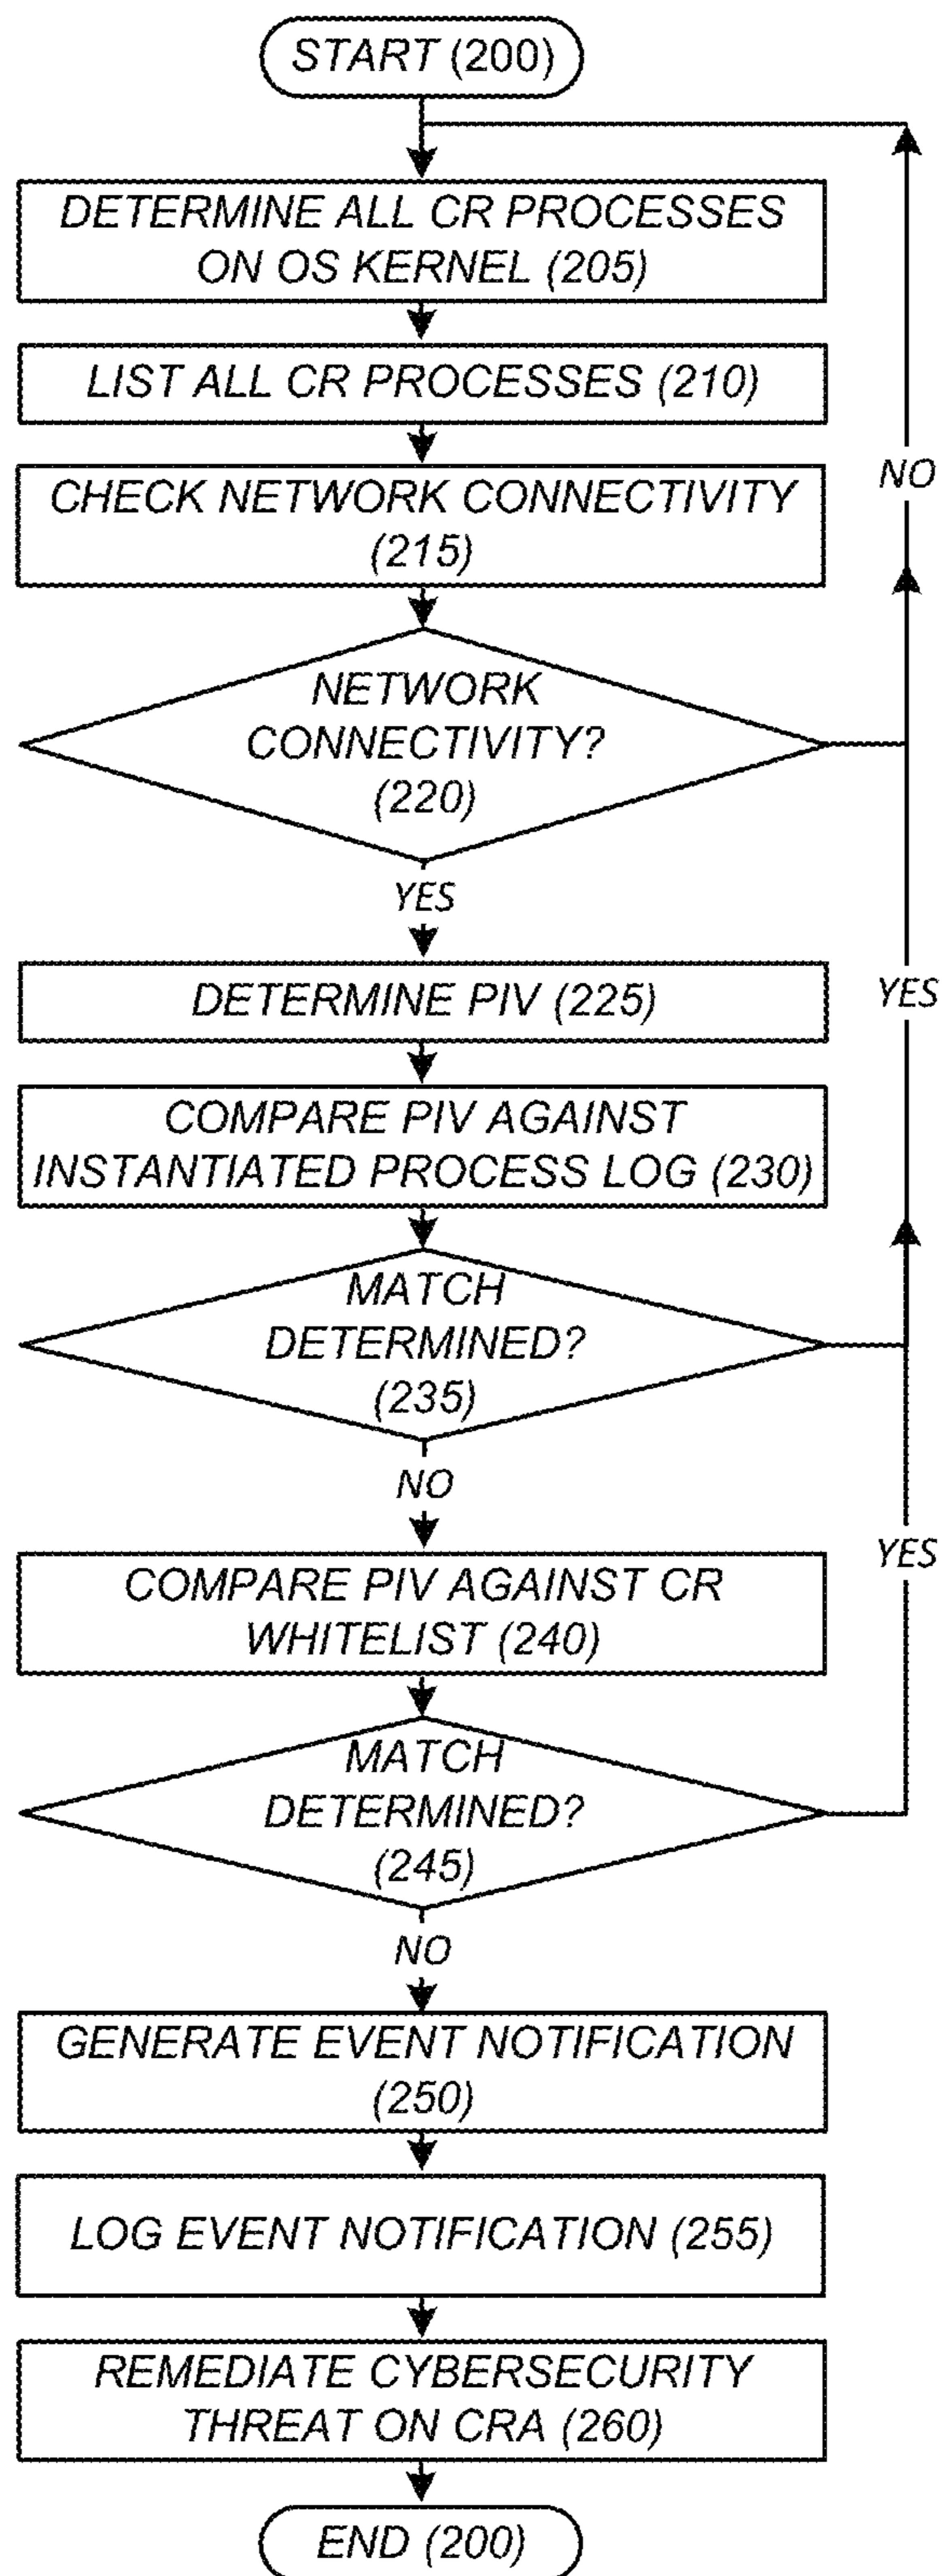 START (200)
DETERMINE ALL CR PROCESSES
ON OS KERNEL (205)
LIST ALL CR PROCESSES (210)
CHECK NETWORK CONNECTIVITY
(215)
NO
NETWORK
CONNECTIVITY?
(220)
YES
DETERMINE PIV (225)
YES
COMPARE PIV AGAINST
INSTANTIATED PROCESS LOG (230)
MATCH
DETERMINED?
(235)
NO
YES
COMPARE PIV AGAINST CR
WHITELIST (240)
MATCH
DETERMINED?
(245)
NO
GENERATE EVENT NOTIFICATION
(250)
LOG EVENT NOTIFICATION (255)
REMEDIATE CYBERSECURITY
THREAT ON CRA (260)
END (200)